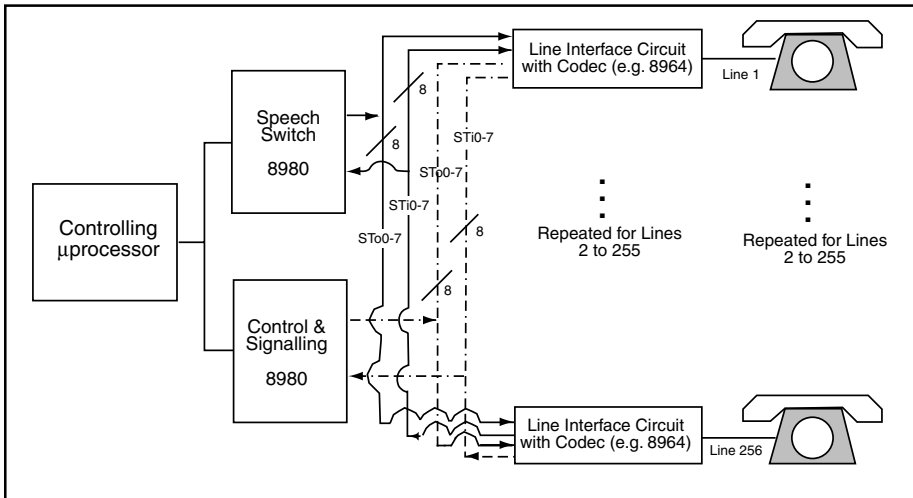 Line Interface Circuit
with Codec (e.g. 8964)
Line 1
Speech
Switch
8980
8
8
STi0-7
STo0-7
STi0-7
STo0-7
Controlling
µprocessor
8
8
Repeated for Lines
2 to 255
Repeated for Lines
2 to 255
Control &
Signalling
8980
Line Interface Circuit
with Codec (e.g. 8964)
Line 256